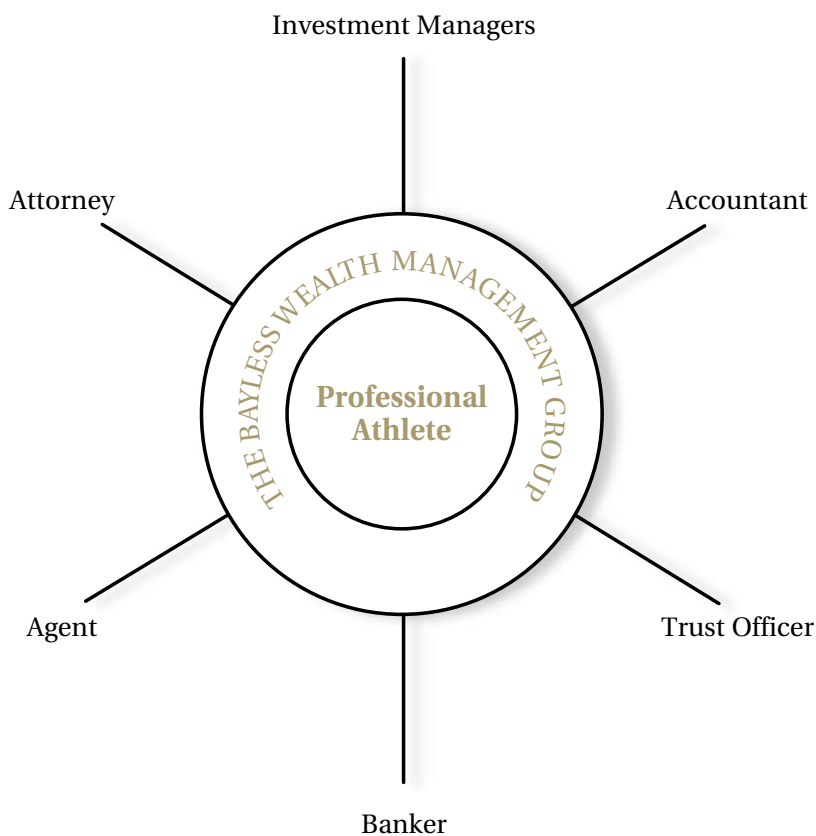 Investment Managers
Attorney
Accountant
THE BAYLESS WEALTH MANAGEMENT GROUP
Professional
Athlete
Agent
Trust Officer
Banker